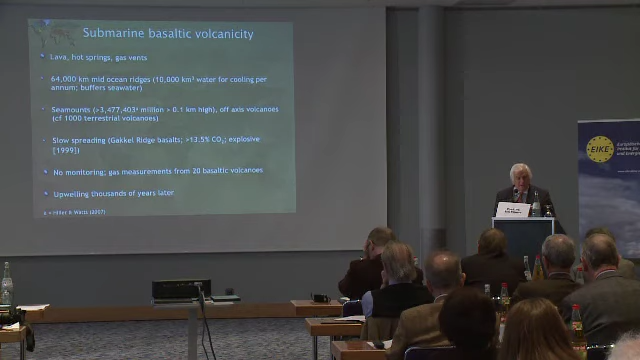 Submarine basaltic volcanicity
Lava, hot springs, gas vents
64,000 km mid ocean ridges (10,000 km³ water for cooling per
annum; buffers seawater)
Seamounts (>3,477,403* million > 0.1 km high), off axis volcanoes
(cf 1000 terrestrial volcanoes)
Slow spreading (Gakkel Ridge basalts; >13.5% CO₂; explosive
[1999])
No monitoring; gas measurements from 20 basaltic volcanoes
Upwelling thousands of years later
Hillier & Watts (2007)
EIKE